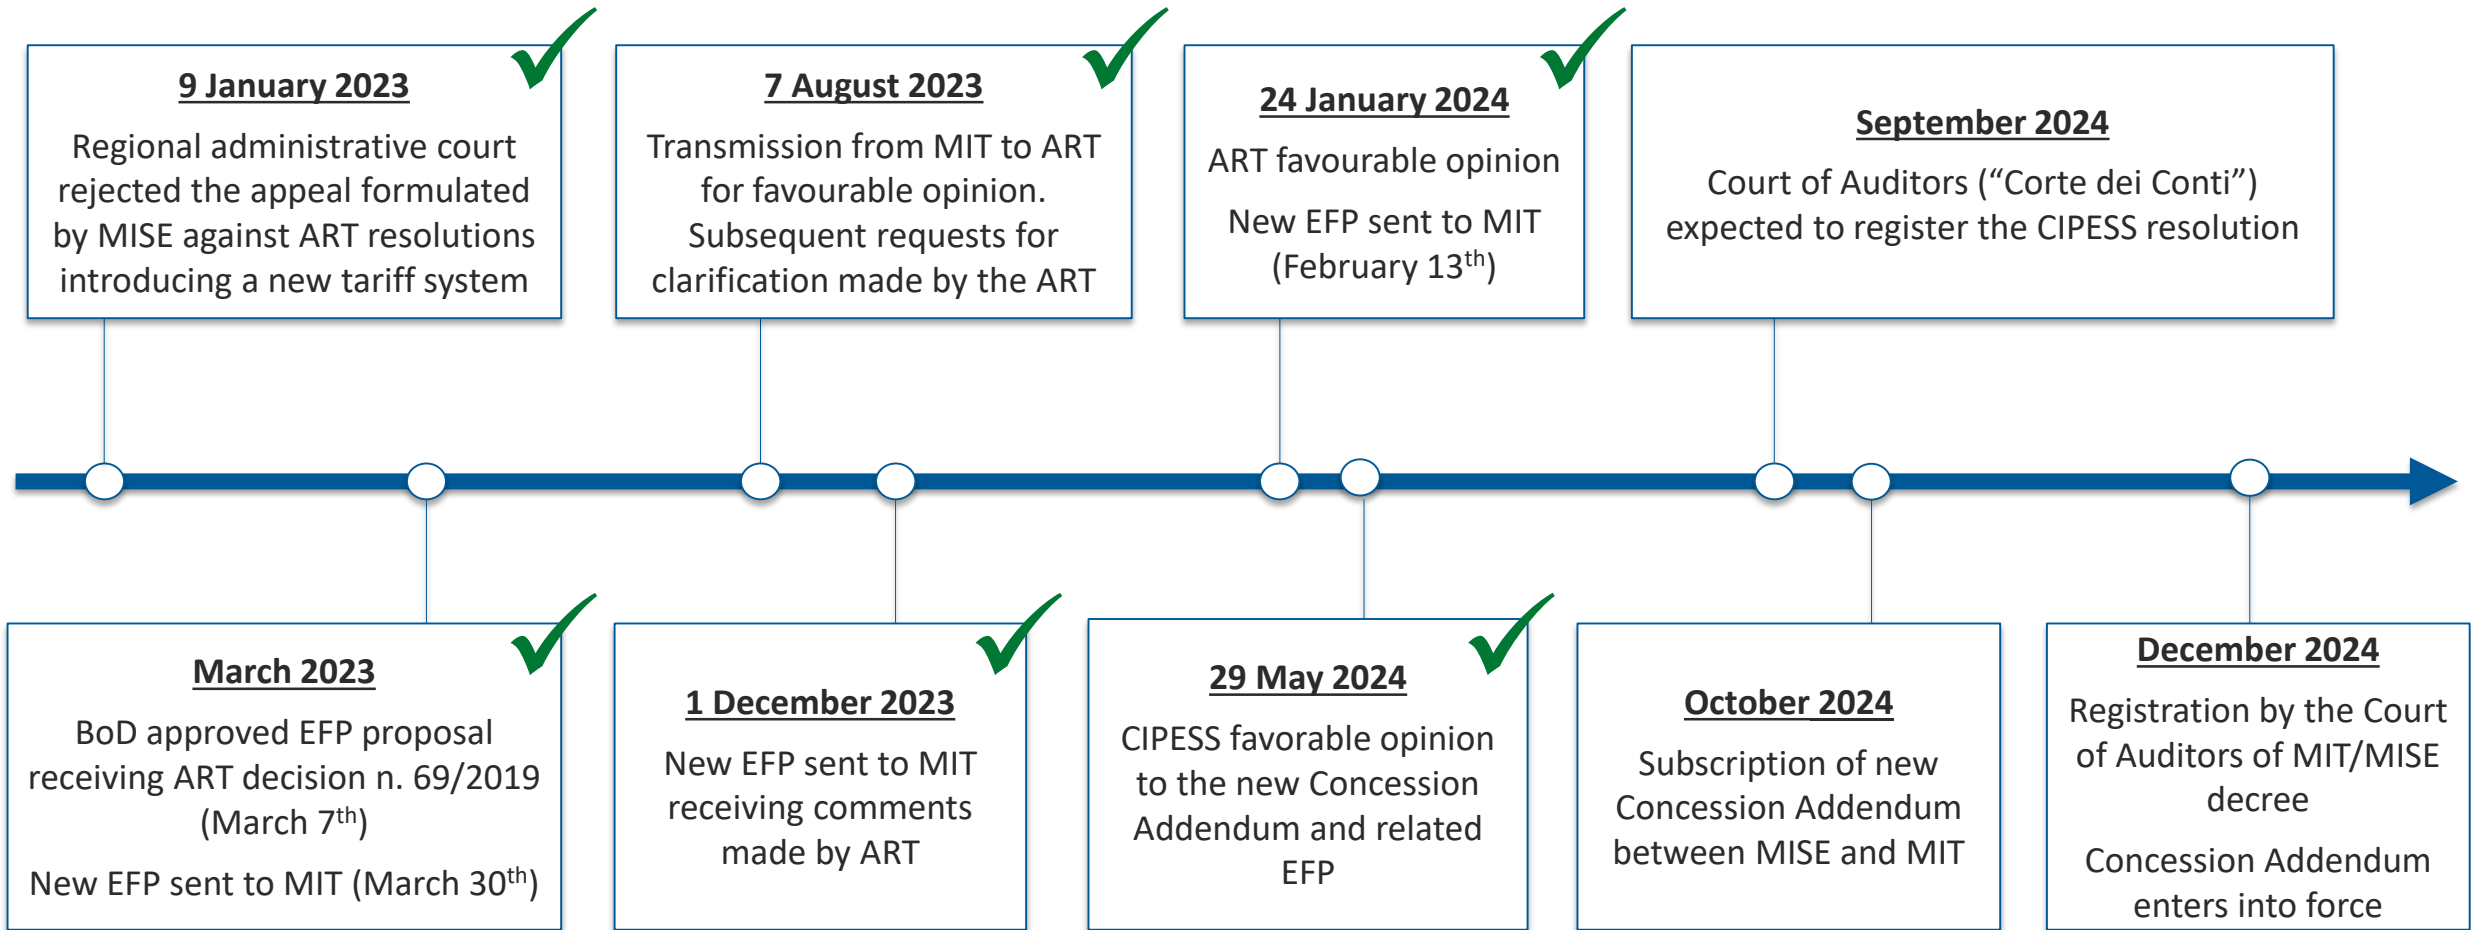 9 January 2023
Regional administrative court
rejected the appeal formulated
by MISE against ART resolutions
introducing a new tariff system
7 August 2023
Transmission from MIT to ART
for favourable opinion.
Subsequent requests for
clarification made by the ART
24 January 2024
ART favourable opinion
New EFP sent to MIT
(February 13th)
September 2024
Court of Auditors (“Corte dei Conti”)
expected to register the CIPESS resolution
March 2023
BoD approved EFP proposal
receiving ART decision n. 69/2019
(March 7th)
New EFP sent to MIT (March 30th)
1 December 2023
New EFP sent to MIT
receiving comments
made by ART
29 May 2024
CIPESS favorable opinion
to the new Concession
Addendum and related
EFP
October 2024
Subscription of new
Concession Addendum
between MISE and MIT
December 2024
Registration by the Court
of Auditors of MIT/MISE
decree
Concession Addendum
enters into force